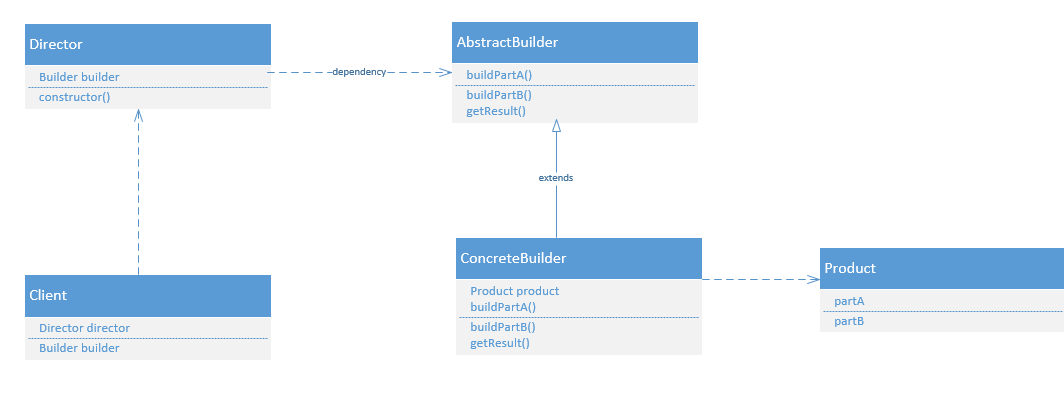 Director
Builder builder
constructor()
dependency
AbstractBuilder
buildPartA()
buildPartB()
getResult()
extends
Client
Director director
Builder builder
ConcreteBuilder
Product product
buildPartA()
buildPartB()
getResult()
Product
partA
partB